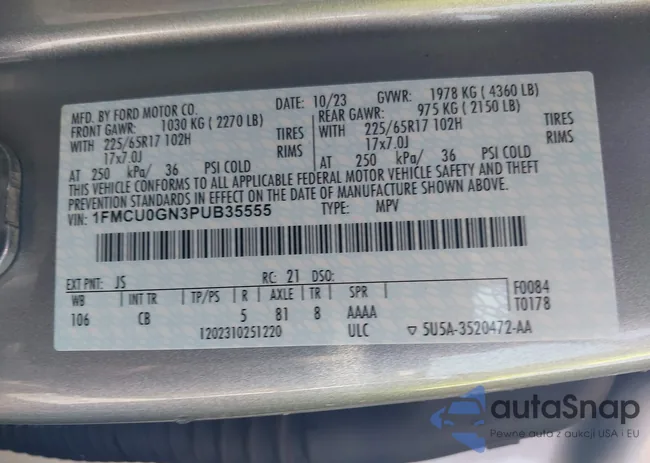 MFD. BY FORD MOTOR CO. DATE: 10/23 GVWR: 1978 KG ( 4360 LB)
FRONT GAWR: 1030 KG ( 2270 LB) REAR GAWR: 975 KG ( 2150 LB)
WITH 225/65R17 102H TIRES WITH 225/65R17 102H TIRES
17x7.0J RIMS 17x7.0J RIMS
AT 250 kPa/ 36 PSI COLD AT 250 kPa/ 36 PSI COLD
THIS VEHICLE CONFORMS TO ALL APPLICABLE FEDERAL MOTOR VEHICLE SAFETY AND THEFT
PREVENTION STANDARDS IN EFFECT ON THE DATE OF MANUFACTURE SHOWN ABOVE.
VIN: 1FMCU0GN3PUB35555 TYPE: MPV
EXT PNT: JS RC: 21 DSO: F0084
WB INT TR TP/PS R AXLE TR SPR T0178
106 CB 5 81 8 AAAA
1202310251220 ULC ▽ 5U5A-3520472-AA
autaSnap
Pewne auto z aukcji USA i EU